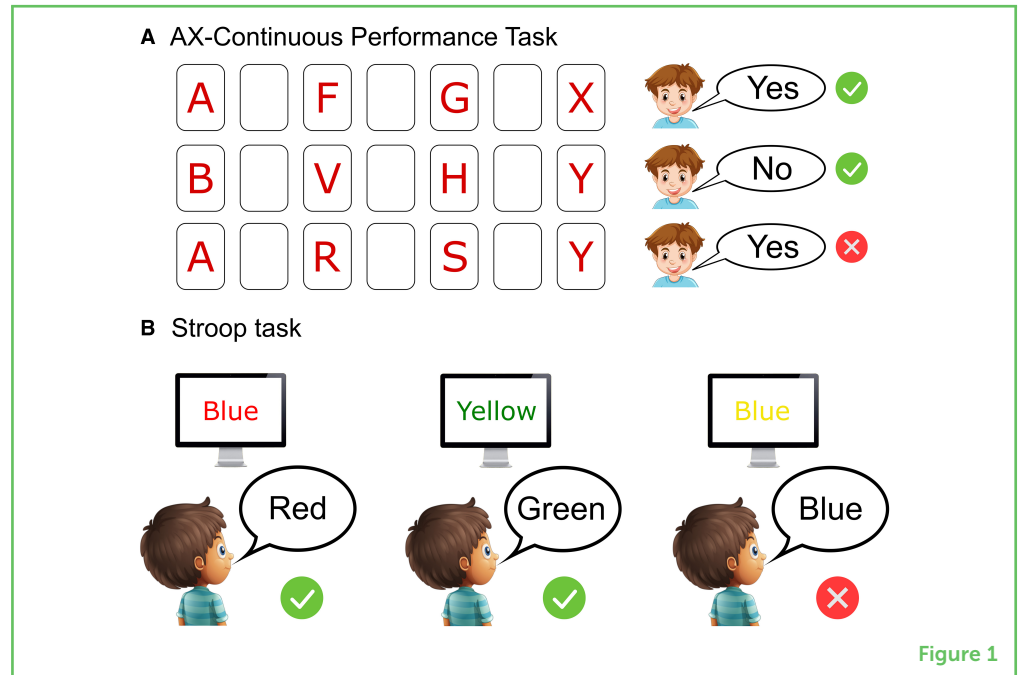 A AX-Continuous Performance Task
A F G X Yes
B V H Y No
A R S Y Yes
B Stroop task
Blue Yellow Blue
Red Green Blue
Figure 1